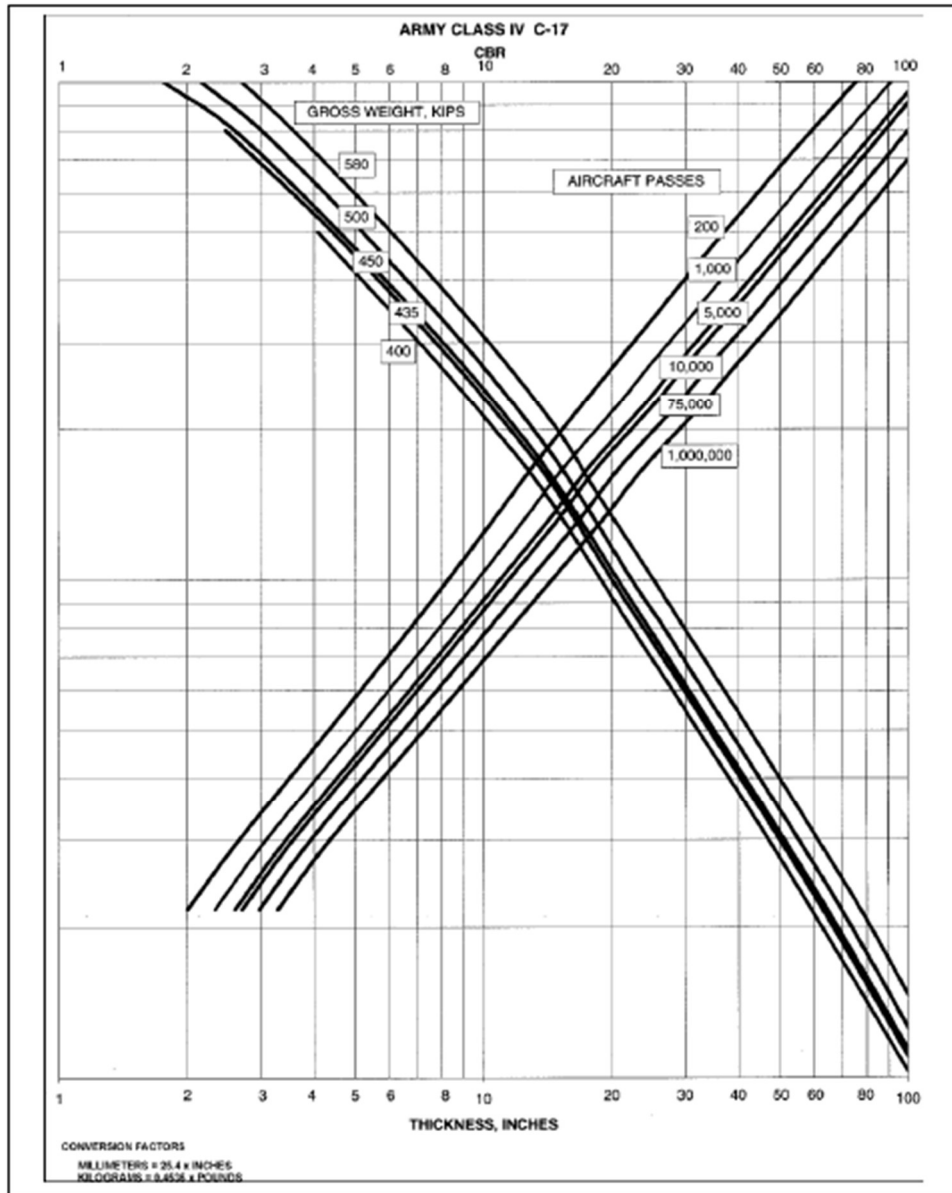 ARMY CLASS IV C-17
CBR
1 2 3 4 5 6 8 10 20 30 40 50 60 80 100
GROSS WEIGHT, KIPS
580
AIRCRAFT PASSES
500
200
450
1,000
435
5,000
400
10,000
75,000
1,000,000
1 2 3 4 5 6 8 10 20 30 40 50 60 80 100
THICKNESS, INCHES
CONVERSION FACTORS
MILLIMETERS = 25.4 x INCHES
KILOGRAMS = 0.4536 x POUNDS